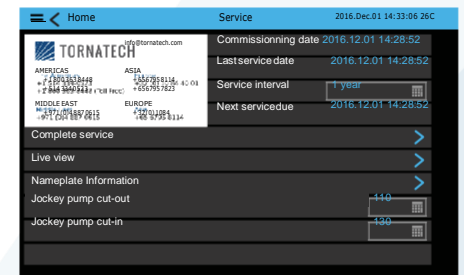 Home
Service
2016.Dec.01 14:33:06 26C
TORNATECH
info@tornatech.com
AMERICAS
ASIA
+6567958114
+6567957823
MIDDLE EAST
EUROPE
Commissionning date 2016.12.01 14:28:52
Last service date 2016.12.01 14:28:52
Service interval 1 year
Next servicedue 2016.12.01 14:28:52
Complete service
Live view
Nameplate Information
Jockey pump cut-out 110
Jockey pump cut-in 130